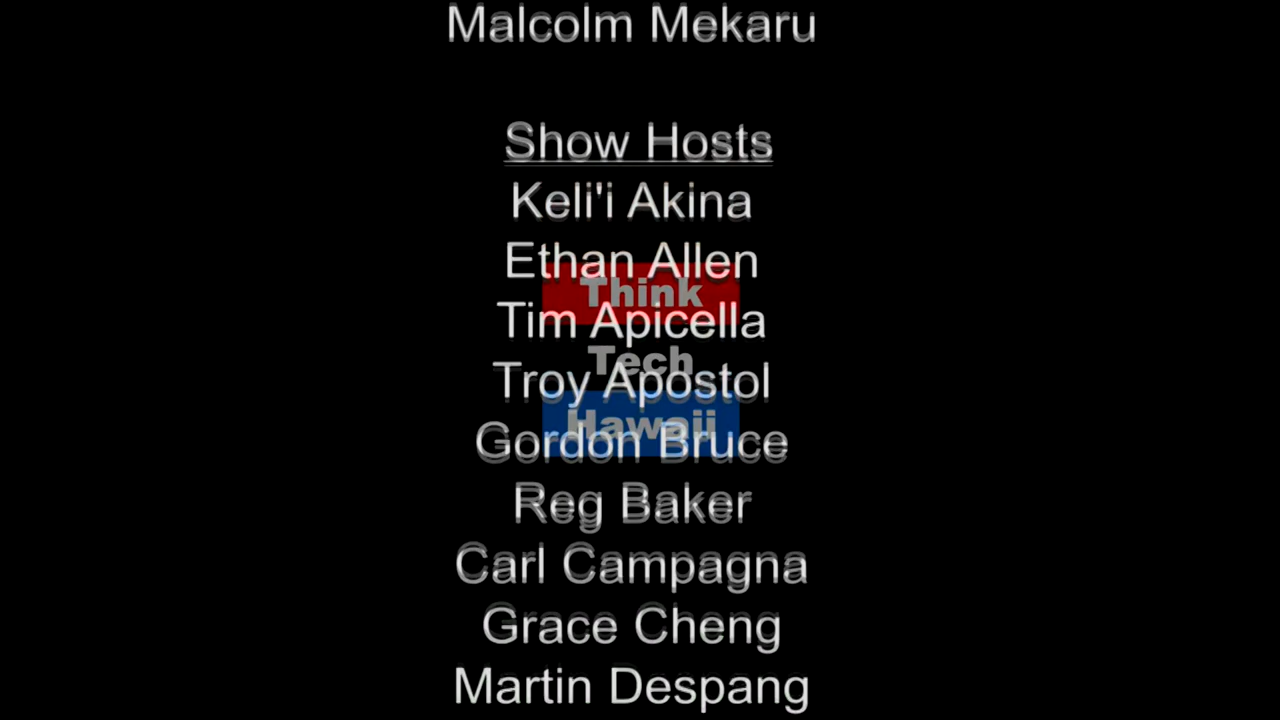 Malcolm Mekaru
Show Hosts
Keli'i Akina
Ethan Allen
Think
Tim Apicella
Tech
Troy Apostol
Hawaii
Gordon Bruce
Reg Baker
Carl Campagna
Grace Cheng
Martin Despang